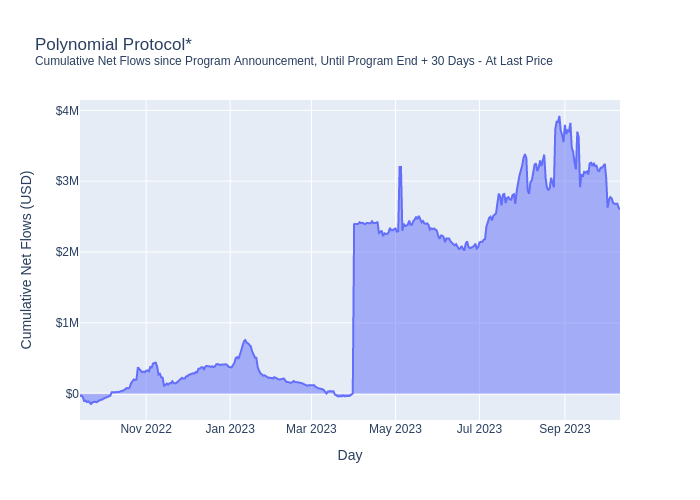 Polynomial Protocol*
Cumulative Net Flows since Program Announcement, Until Program End + 30 Days - At Last Price
Cumulative Net Flows (USD)
$4M
$3M
$2M
$1M
$0
Nov 2022
Jan 2023
Mar 2023
May 2023
Jul 2023
Sep 2023
Day